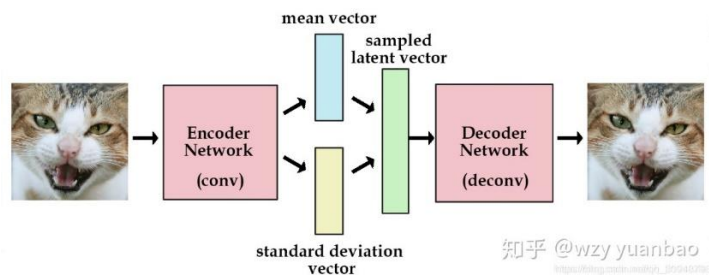 mean vector
sampled
latent vector
Encoder
Network
(conv)
Decoder
Network
(deconv)
standard deviation
vector
知乎 @wzy yuanbao